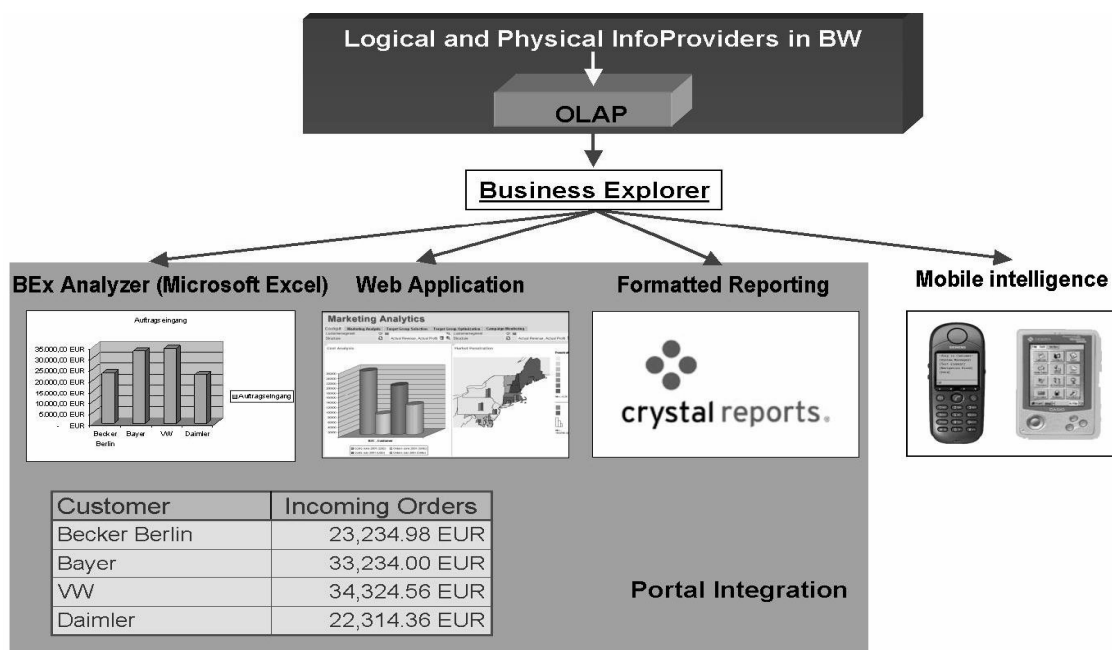 Logical and Physical InfoProviders in BW
OLAP
Business Explorer
BEx Analyzer (Microsoft Excel)
Web Application
Formatted Reporting
Mobile intelligence
Auftragseingang
35.000,00 EUR
30.000,00 EUR
25.000,00 EUR
20.000,00 EUR
15.000,00 EUR
10.000,00 EUR
5.000,00 EUR
- EUR
Becker Berlin
Bayer
VW
Daimler
Auftragseingang
Marketing Analytics
Cost Analysis
Market Penetration
crystal reports.
Customer Incoming Orders
Becker Berlin 23,234.98 EUR
Bayer 33,234.00 EUR
VW 34,324.56 EUR
Daimler 22,314.36 EUR
Portal Integration